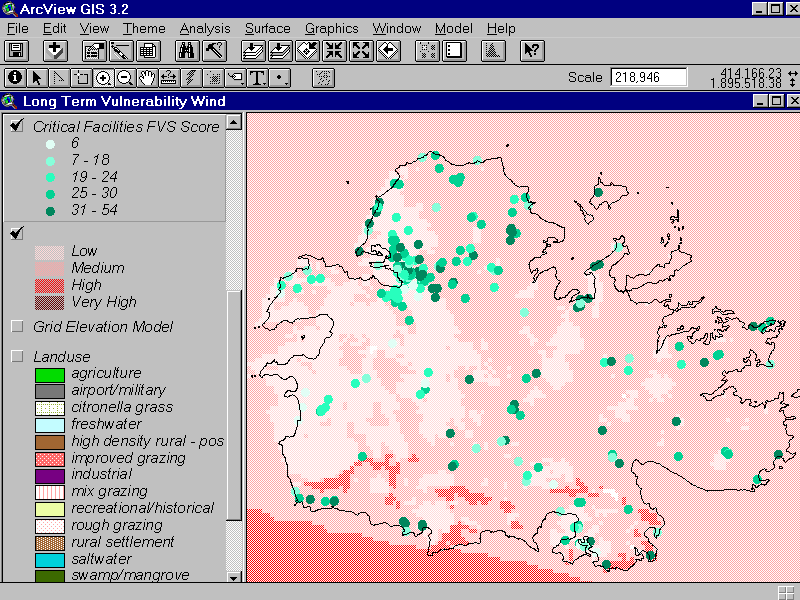 ArcView GIS 3.2
File Edit View Theme Analysis Surface Graphics Window Model Help
Scale 218,946 414,166.23
1,895,518.38
Long Term Vulnerability Wind
Critical Facilities FVS Score
6
7 - 18
19 - 24
25 - 30
31 - 54
Low
Medium
High
Very High
Grid Elevation Model
Landuse
agriculture
airport/military
citronella grass
freshwater
high density rural - pos
improved grazing
industrial
mix grazing
recreational/historical
rough grazing
rural settlement
saltwater
swamp/mangrove